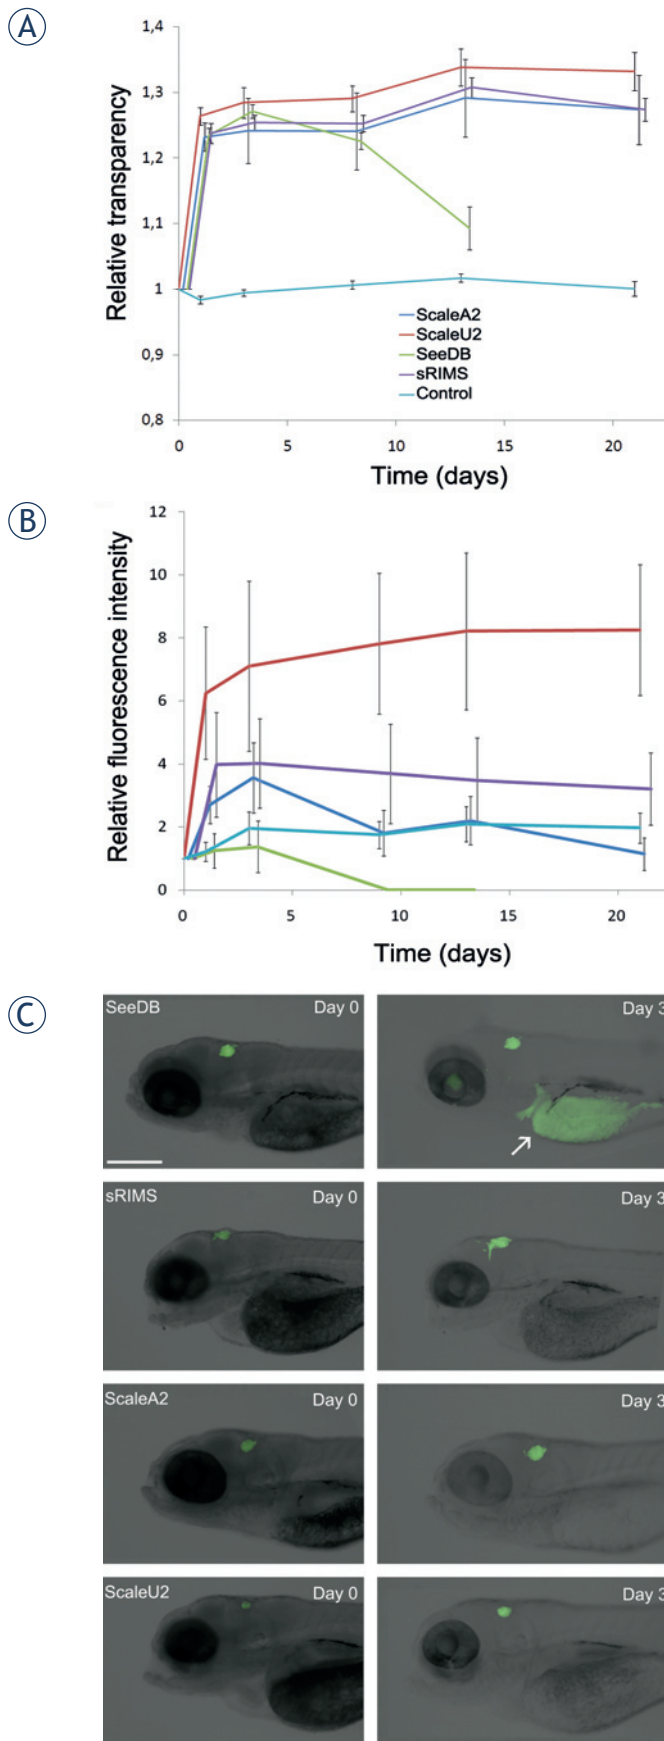 A
1,4
1,3
1,2
1,1
1
0,9
0,8
Relative transparency
ScaleA2
ScaleU2
SeeDB
sRIMS
Control
0 5 10 15 20
Time (days)
B
12
10
8
6
4
2
0
Relative fluorescence intensity
0 5 10 15 20
Time (days)
C
SeeDB Day 0 Day 3
sRIMS Day 0 Day 3
ScaleA2 Day 0 Day 3
ScaleU2 Day 0 Day 3